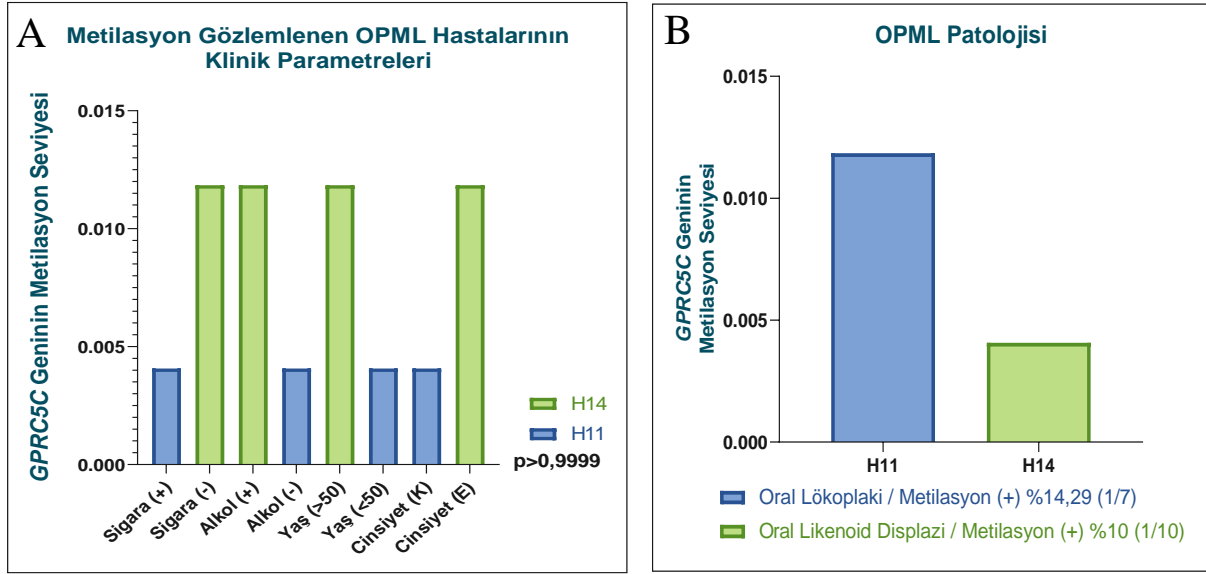 A
Metilasyon Gözlemlenen OPML Hastalarının
Klinik Parametreleri
GPRC5C Geninin Metilasyon Seviyesi
0.015
0.010
0.005
0.000
Sigara (+)
Sigara (-)
Alkol (+)
Alkol (-)
Yaş (>50)
Yaş (<50)
Cinsiyet (K)
Cinsiyet (E)
H14
H11
p>0,9999
B
OPML Patolojisi
GPRC5C Geninin
Metilasyon Seviyesi
0.015
0.010
0.005
0.000
H11
H14
Oral Lökoplaki / Metilasyon (+) %14,29 (1/7)
Oral Likenoid Displazi / Metilasyon (+) %10 (1/10)